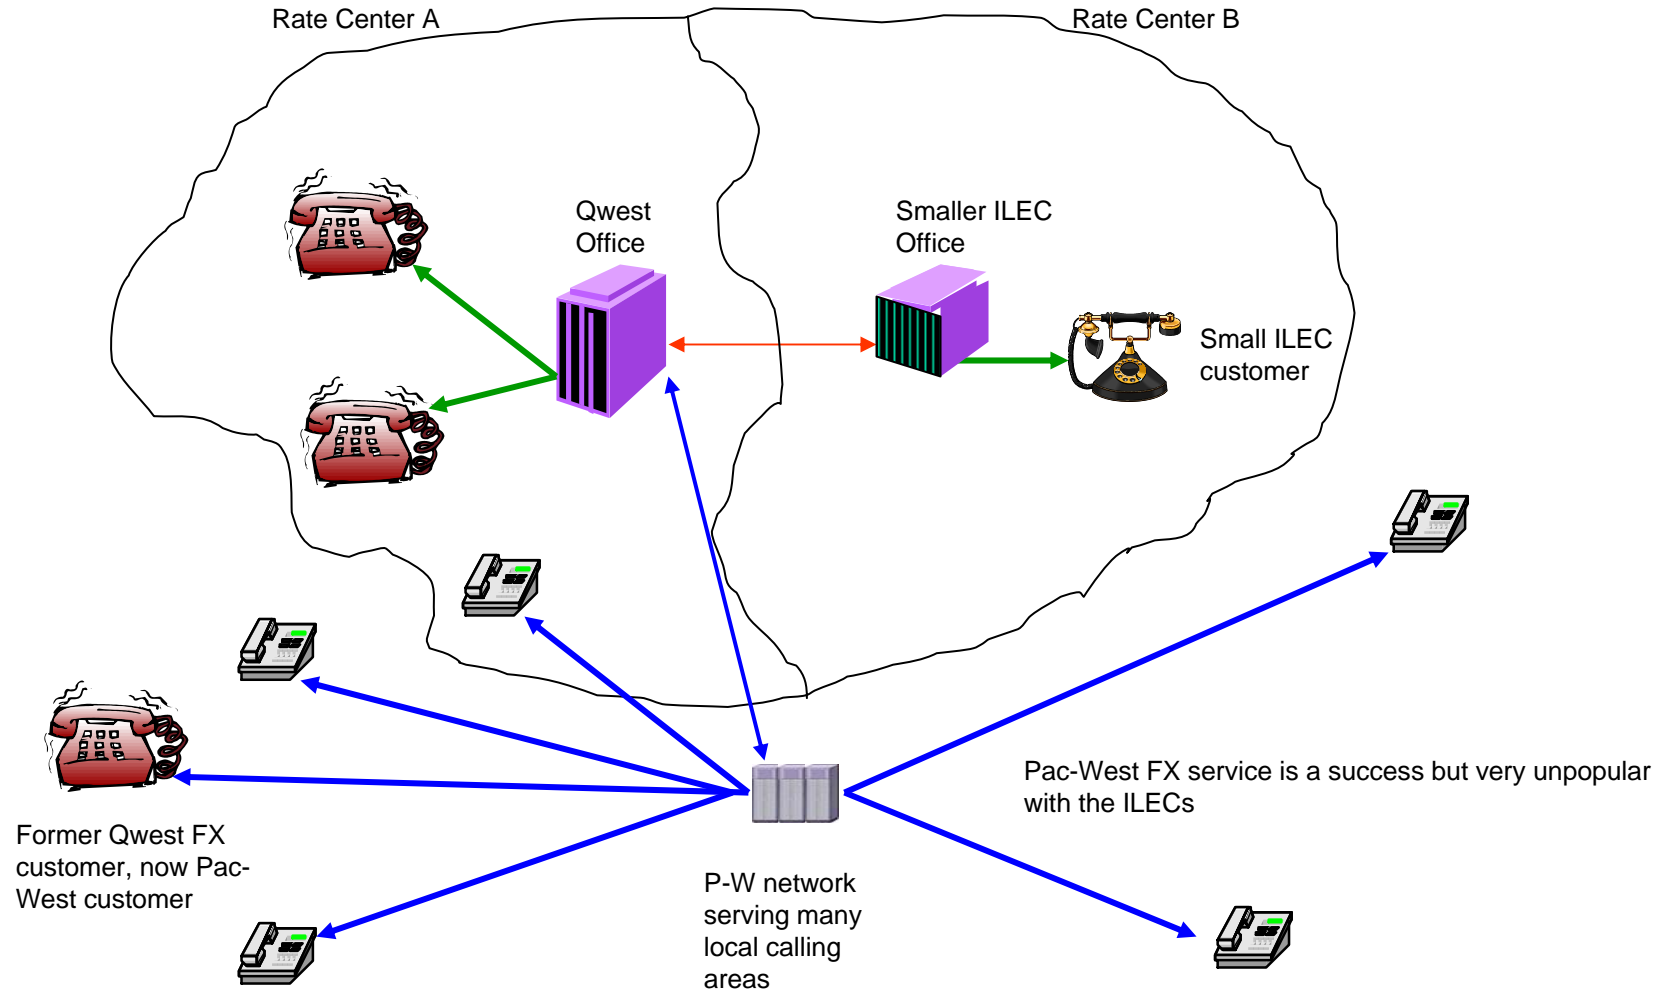 Rate Center A
Rate Center B
Qwest
Office
Smaller ILEC
Office
Small ILEC
customer
Pac-West FX service is a success but very unpopular
with the ILECs
Former Qwest FX
customer, now Pac-
West customer
P-W network
serving many
local calling
areas